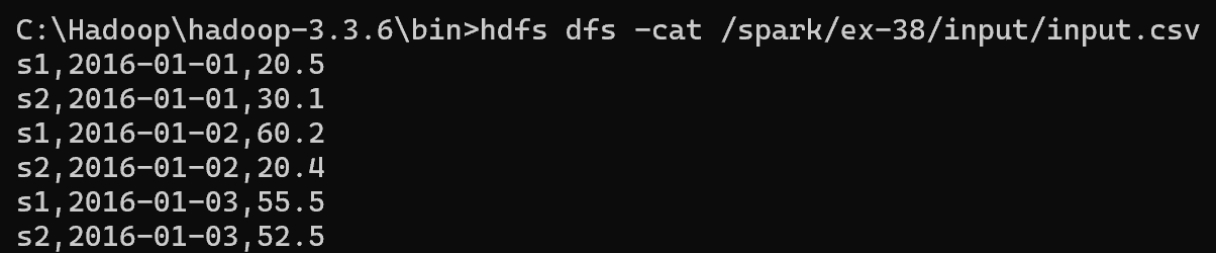 C:\Hadoop\hadoop-3.3.6\bin>hdfs dfs -cat /spark/ex-38/input/input.csv
s1,2016-01-01,20.5
s2,2016-01-01,30.1
s1,2016-01-02,60.2
s2,2016-01-02,20.4
s1,2016-01-03,55.5
s2,2016-01-03,52.5